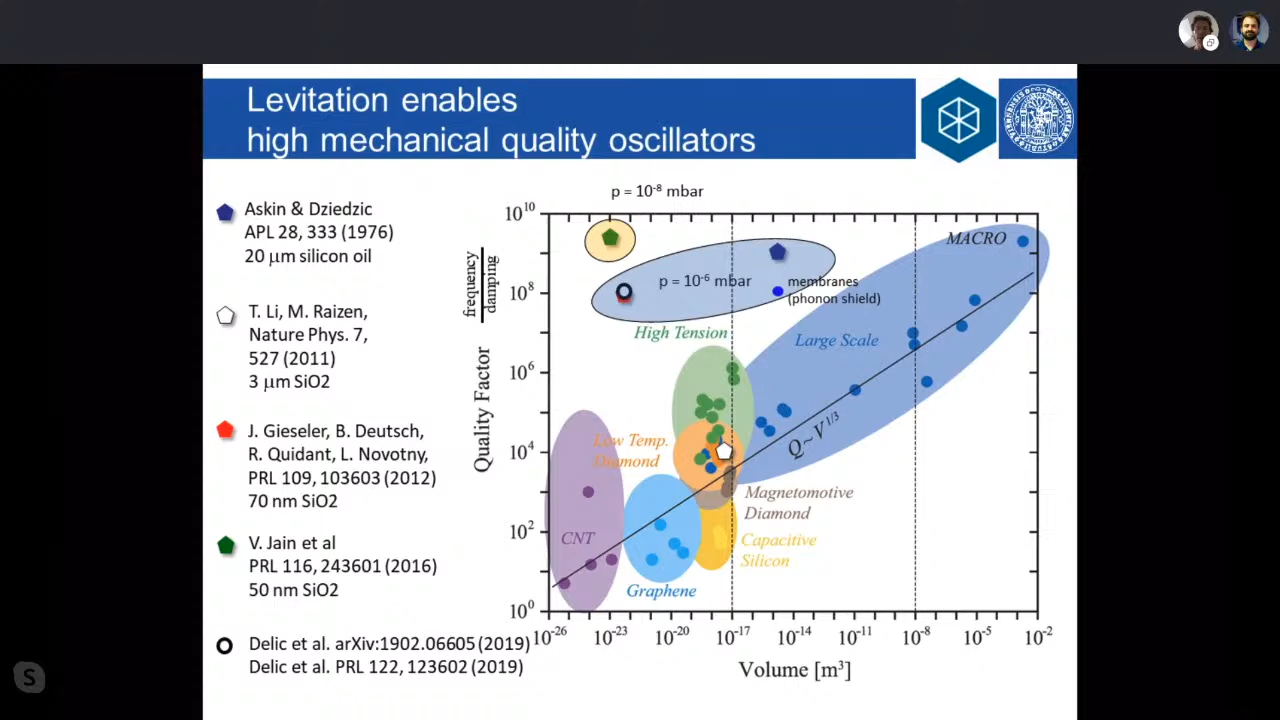 Levitation enables
high mechanical quality oscillators
Askin & Dziedzic
APL 28, 333 (1976)
20 μm silicon oil
T. Li, M. Raizen,
Nature Phys. 7,
527 (2011)
3 μm SiO2
J. Gieseler, B. Deutsch,
R. Quidant, L. Novotny,
PRL 109, 103603 (2012)
70 nm SiO2
V. Jain et al
PRL 116, 243601 (2016)
50 nm SiO2
Delic et al. arXiv:1902.06605 (2019)
Delic et al. PRL 122, 123602 (2019)
p = 10⁻⁸ mbar
10¹⁰
MACRO
frequency
damping
p = 10⁻⁶ mbar
membranes
(phonon shield)
10⁸
High Tension
Large Scale
Quality Factor
10⁶
Q~V^1/3
Low Temp.
Diamond
10⁴
Magnetomotive
Diamond
10²
CNT
Capacitive
Silicon
Graphene
10⁰
10⁻²⁶ 10⁻²³ 10⁻²⁰ 10⁻¹⁷ 10⁻¹⁴ 10⁻¹¹ 10⁻⁸ 10⁻⁵ 10⁻²
Volume [m³]
S